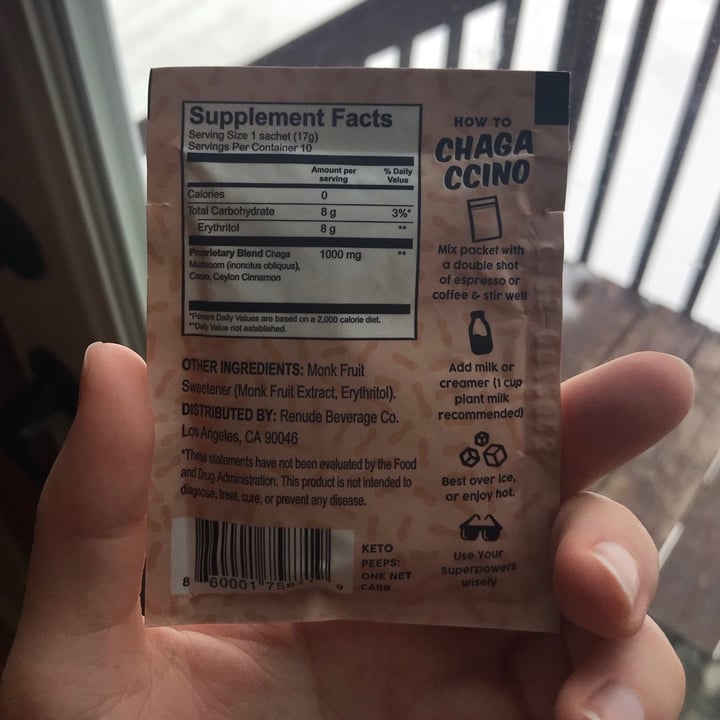 Supplement Facts
Serving Size 1 sachet (17g)
Servings Per Container 10
Amount per serving % Daily Value
Calories 0
Total Carbohydrate 8 g 3%*
Erythritol 8 g **
Proprietary Blend Chaga 1000 mg **
Mushroom (inonotus obliquus),
Cacao, Ceylon Cinnamon
*Percent Daily Values are based on a 2,000 calorie diet.
**Daily Value not established.
OTHER INGREDIENTS: Monk Fruit
Sweetener (Monk Fruit Extract, Erythritol).
DISTRIBUTED BY: Renude Beverage Co.
Los Angeles, CA 90046
*These statements have not been evaluated by the Food
and Drug Administration. This product is not intended to
diagnose, treat, cure, or prevent any disease.
8 60001
KETO
PEEPS:
ONE NET
CARB
HOW TO
CHAGA
CCINO
Mix packet with
a double shot
of espresso or
coffee & stir well
Add milk or
creamer (1 cup
plant milk
recommended)
Best over ice,
or enjoy hot.
Use Your
Superpowers
Wisely